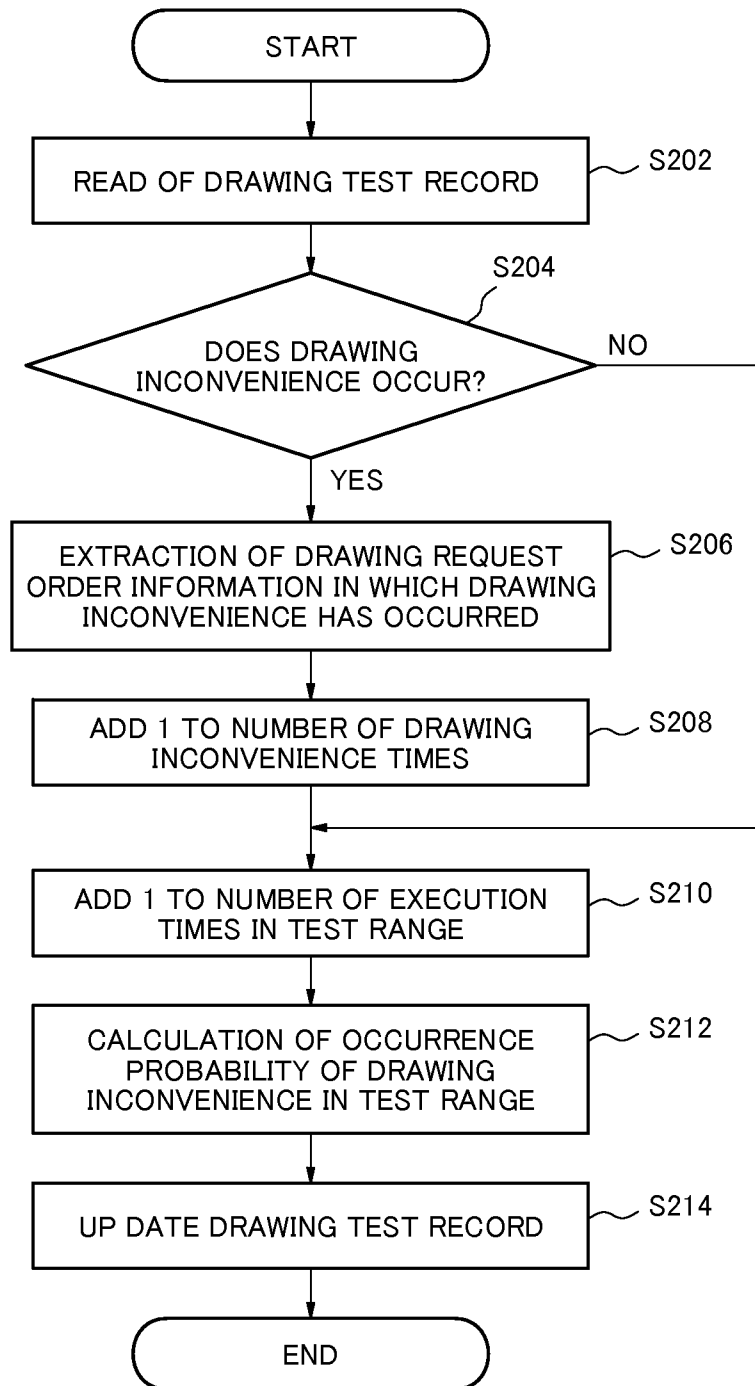 START
READ OF DRAWING TEST RECORD
S202
S204
DOES DRAWING
INCONVENIENCE OCCUR?
NO
YES
EXTRACTION OF DRAWING REQUEST
ORDER INFORMATION IN WHICH DRAWING
INCONVENIENCE HAS OCCURRED
S206
ADD 1 TO NUMBER OF DRAWING
INCONVENIENCE TIMES
S208
ADD 1 TO NUMBER OF EXECUTION
TIMES IN TEST RANGE
S210
CALCULATION OF OCCURRENCE
PROBABILITY OF DRAWING
INCONVENIENCE IN TEST RANGE
S212
UP DATE DRAWING TEST RECORD
S214
END